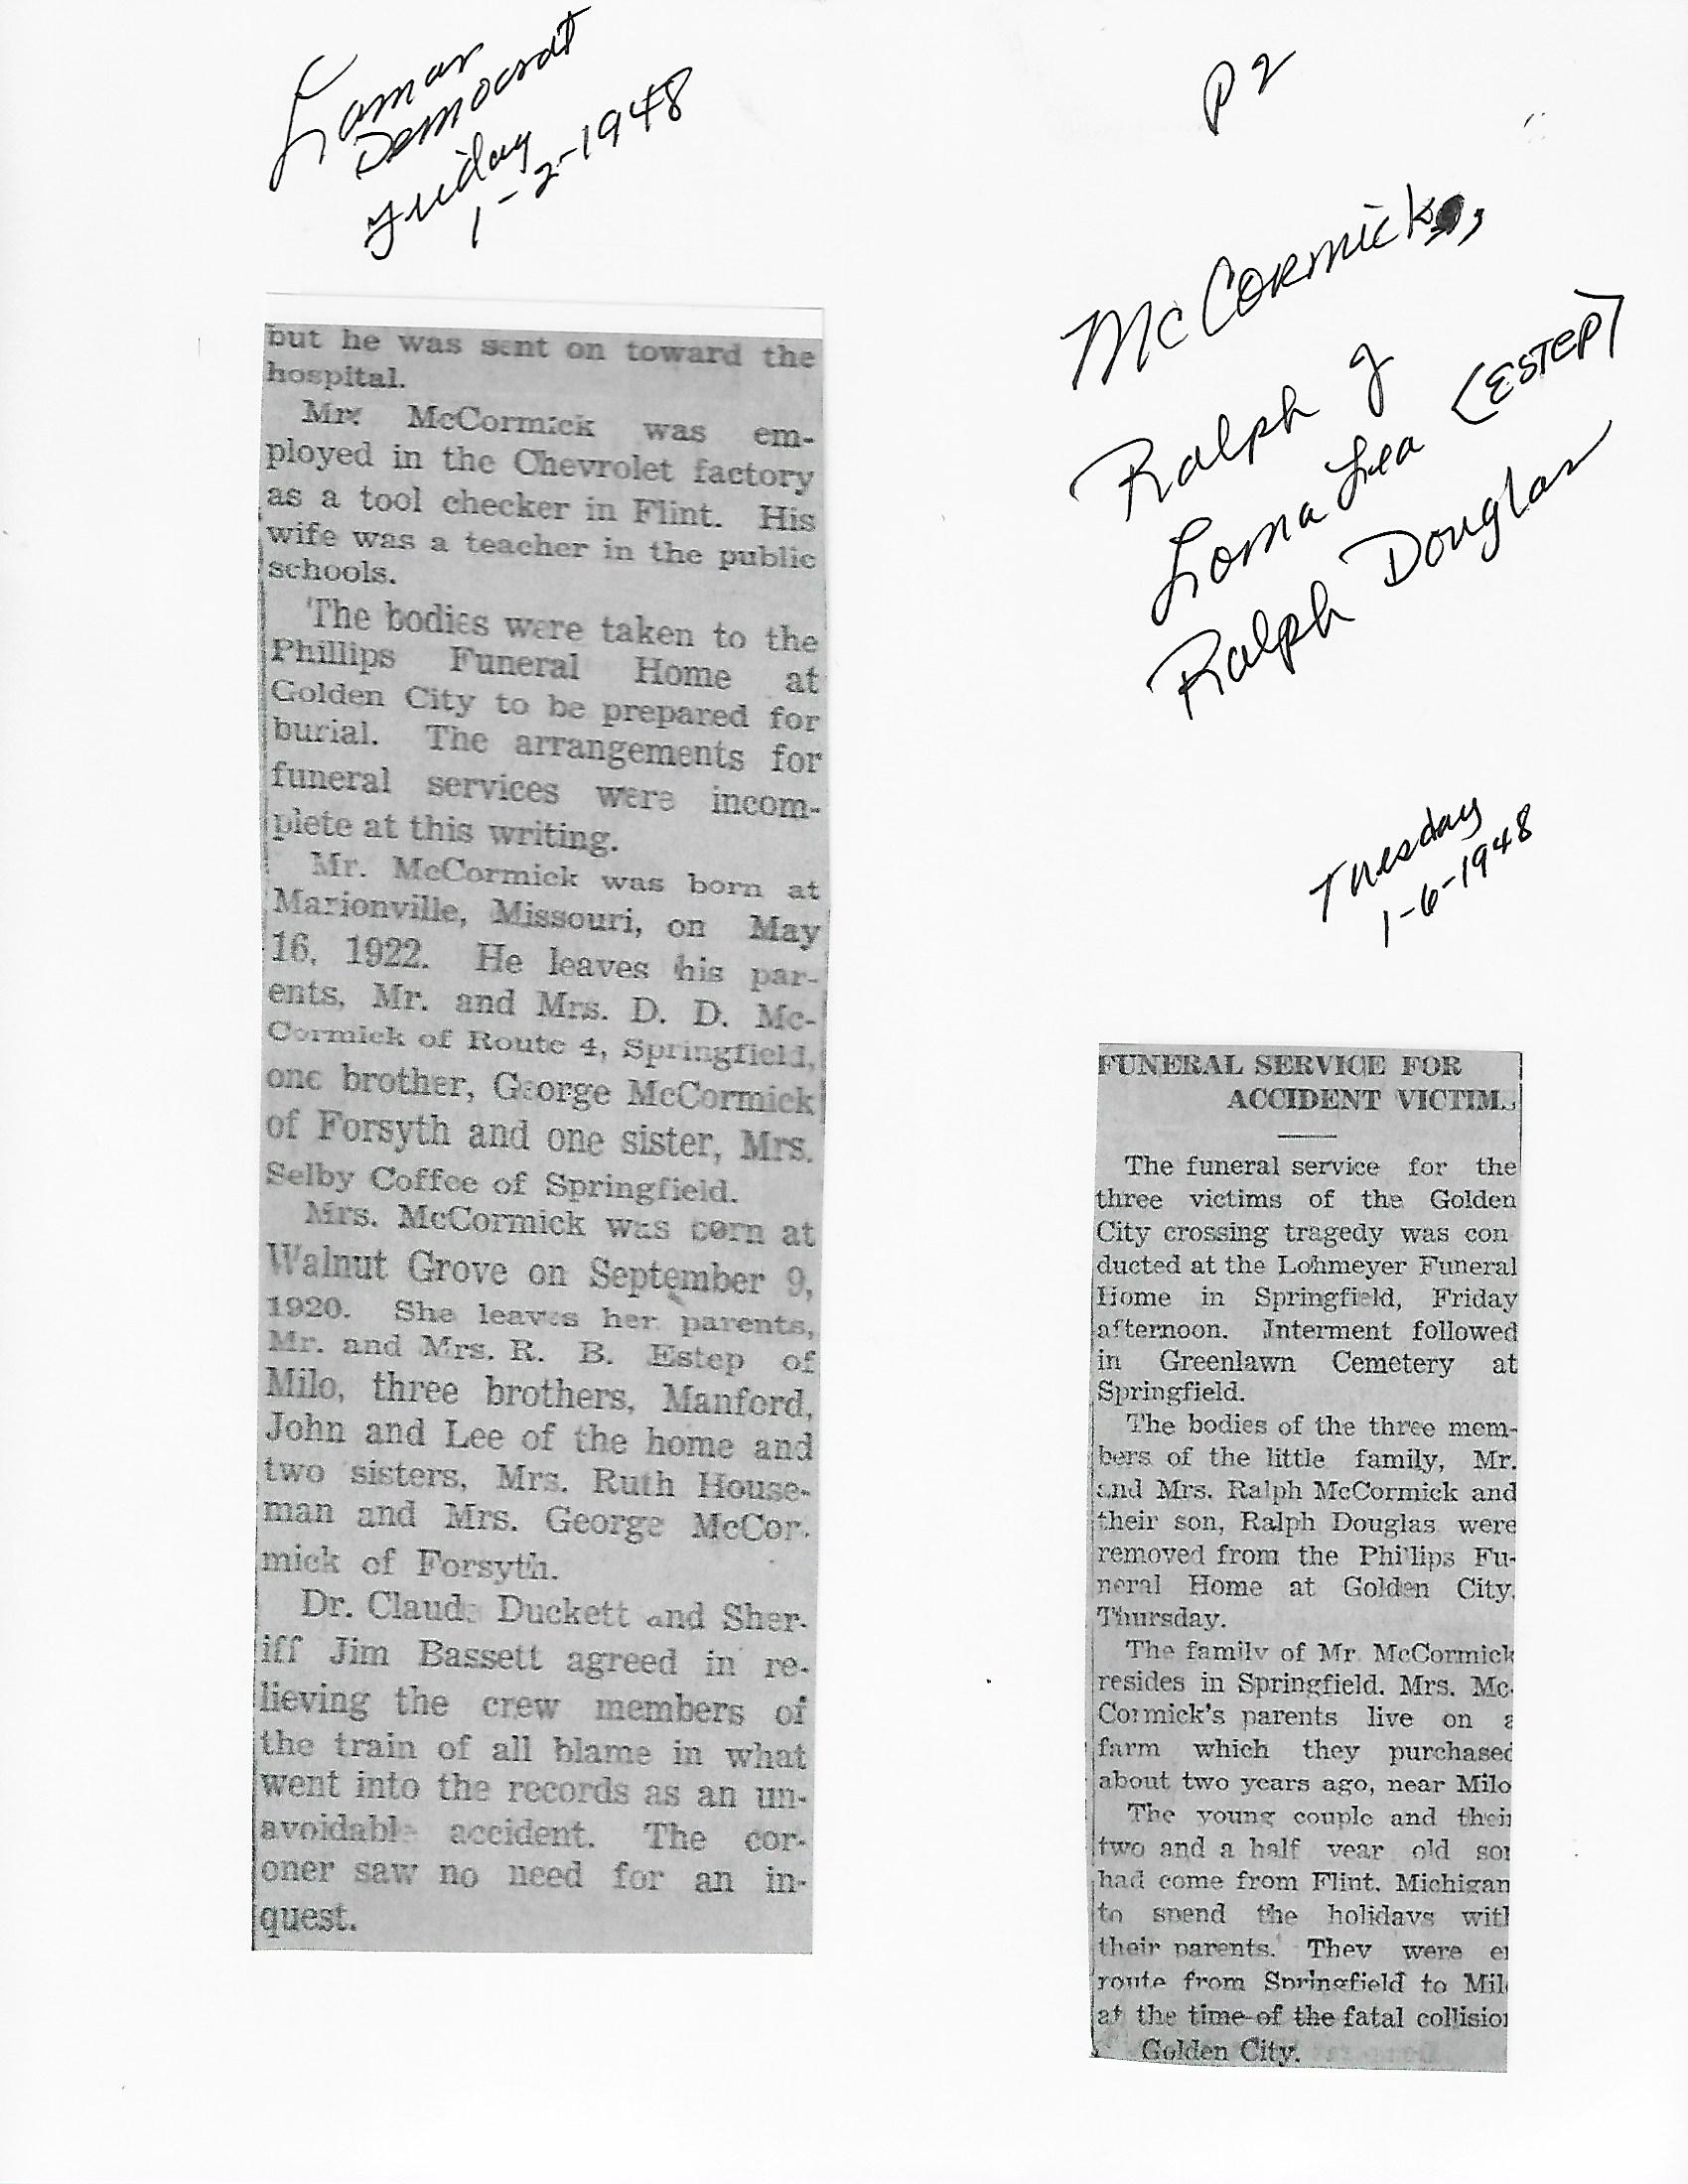 Lamar
Democrat
Friday
1-2-1948
P 2
McCormick,
Ralph J
Lorna Lea (ESTEP)
Ralph Douglas
Tuesday
1-6-1948
but he was sent on toward the
hospital.
Mr. McCormick was em-
ployed in the Chevrolet factory
as a tool checker in Flint. His
wife was a teacher in the public
schools.
The bodies were taken to the
Phillips Funeral Home at
Golden City to be prepared for
burial. The arrangements for
funeral services were incom-
plete at this writing.
Mr. McCormick was born at
Marionville, Missouri, on May
16, 1922. He leaves his par-
ents, Mr. and Mrs. D. D. Mc-
Cormick of Route 4, Springfield,
one brother, George McCormick
of Forsyth and one sister, Mrs.
Selby Coffee of Springfield.
Mrs. McCormick was born at
Walnut Grove on September 9,
1920. She leaves her parents,
Mr. and Mrs. R. B. Estep of
Milo, three brothers, Manford,
John and Lee of the home and
two sisters, Mrs. Ruth House-
man and Mrs. George McCor-
mick of Forsyth.
Dr. Claude Duckett and Sher-
iff Jim Bassett agreed in re-
lieving the crew members of
the train of all blame in what
went into the records as an un-
avoidable accident. The cor-
oner saw no need for an in-
quest.
FUNERAL SERVICE FOR
ACCIDENT VICTIMS
The funeral service for the
three victims of the Golden
City crossing tragedy was con
ducted at the Lohmeyer Funeral
Home in Springfield, Friday
afternoon. Interment followed
in Greenlawn Cemetery at
Springfield.
The bodies of the three mem-
bers of the little family, Mr.
and Mrs. Ralph McCormick and
their son, Ralph Douglas were
removed from the Phillips Fu-
neral Home at Golden City,
Thursday.
The family of Mr. McCormick
resides in Springfield. Mrs. Mc-
Cormick's parents live on a
farm which they purchased
about two years ago, near Milo
The young couple and their
two and a half year old son
had come from Flint, Michigan
to spend the holidays with
their parents. They were en
route from Springfield to Milo
at the time of the fatal collision
Golden City.